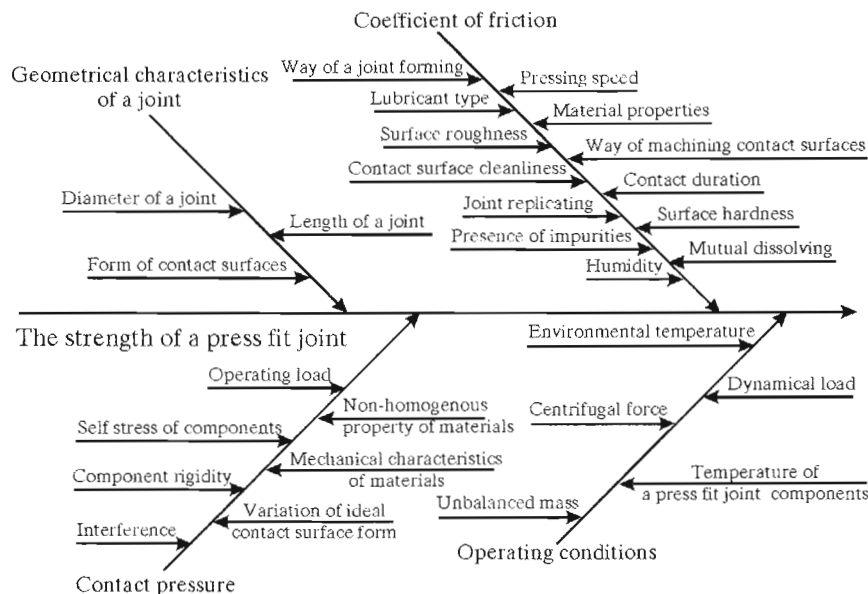 Coefficient of friction
Way of a joint forming
Pressing speed
Geometrical characteristics
of a joint
Lubricant type
Material properties
Surface roughness
Way of machining contact surfaces
Contact surface cleanliness
Contact duration
Diameter of a joint
Length of a joint
Joint replicating
Surface hardness
Presence of impurities
Mutual dissolving
Form of contact surfaces
Humidity
The strength of a press fit joint
Environmental temperature
Operating load
Dynamical load
Non-homogenous
property of materials
Centrifugal force
Self stress of components
Mechanical characteristics
of materials
Component rigidity
Temperature of
a press fit joint components
Unbalanced mass
Variation of ideal
contact surface form
Interference
Operating conditions
Contact pressure